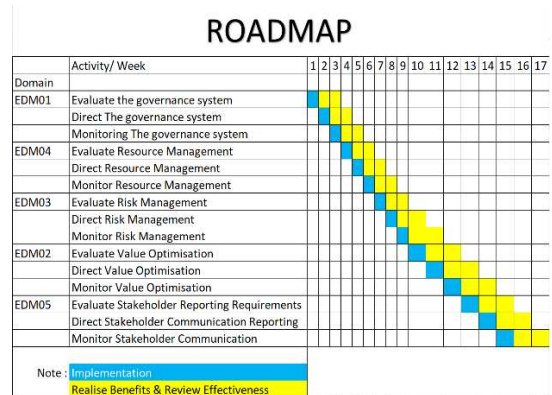 ROADMAP
Activity/ Week 1 2 3 4 5 6 7 8 9 10 11 12 13 14 15 16 17
Domain
EDM01 Evaluate the governance system
Direct The governance system
Monitoring The governance system
EDM04 Evaluate Resource Management
Direct Resource Management
Monitor Resource Management
EDM03 Evaluate Risk Management
Direct Risk Management
Monitor Risk Management
EDM02 Evaluate Value Optimisation
Direct Value Optimisation
Monitor Value Optimisation
EDM05 Evaluate Stakeholder Reporting Requirements
Direct Stakeholder Communication Reporting
Monitor Stakeholder Communication
Note : Implementation
Realise Benefits & Review Effectiveness